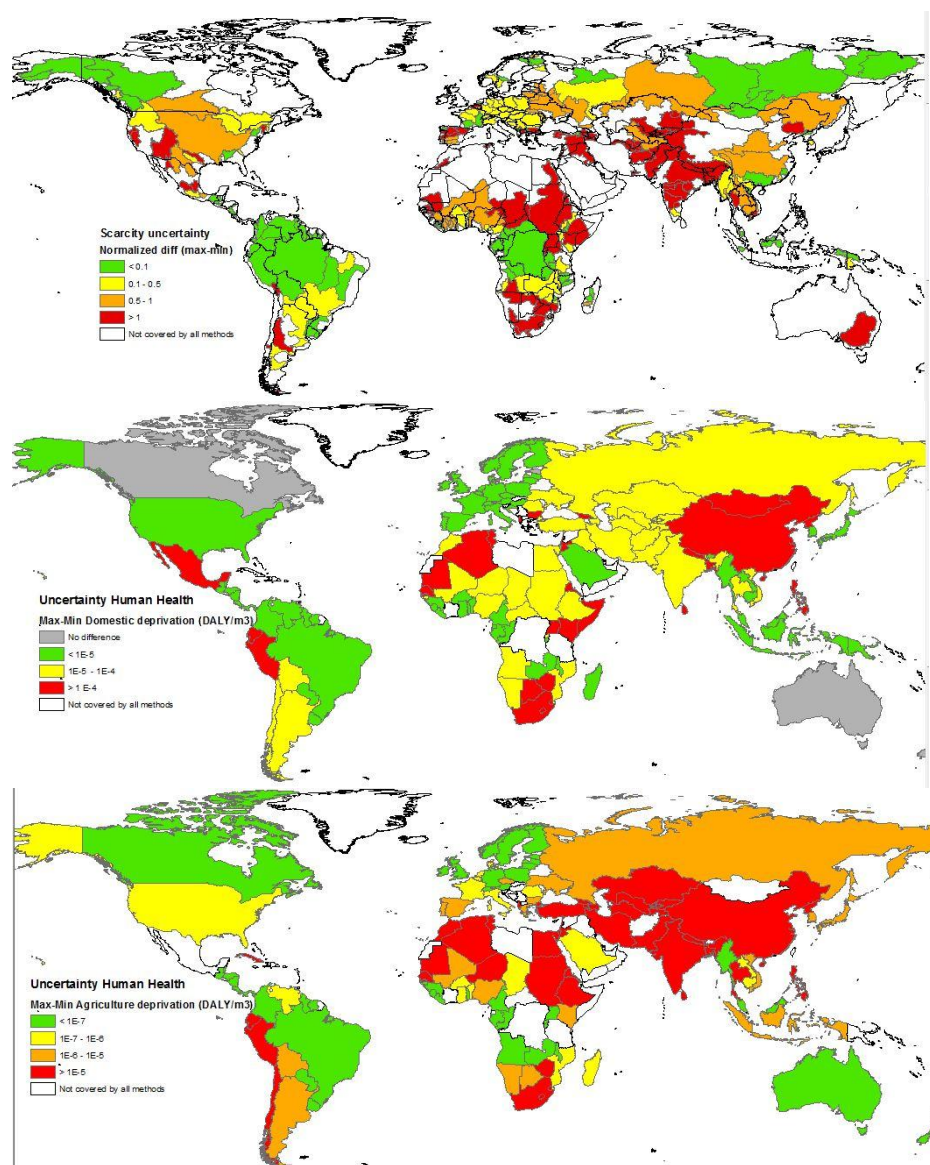 Scarcity uncertainty
Normalized diff (max-min)
< 0.1
0.1 - 0.5
0.5 - 1
> 1
Not covered by all methods
Uncertainty Human Health
Max-Min Domestic deprivation (DALY/m3)
No difference
< 1E-5
1E-5 - 1E-4
> 1 E-4
Not covered by all methods
Uncertainty Human Health
Max-Min Agriculture deprivation (DALY/m3)
<1E-7
1E-7 - 1E-6
1E-6 - 1E-5
> 1E-5
Not covered by all methods